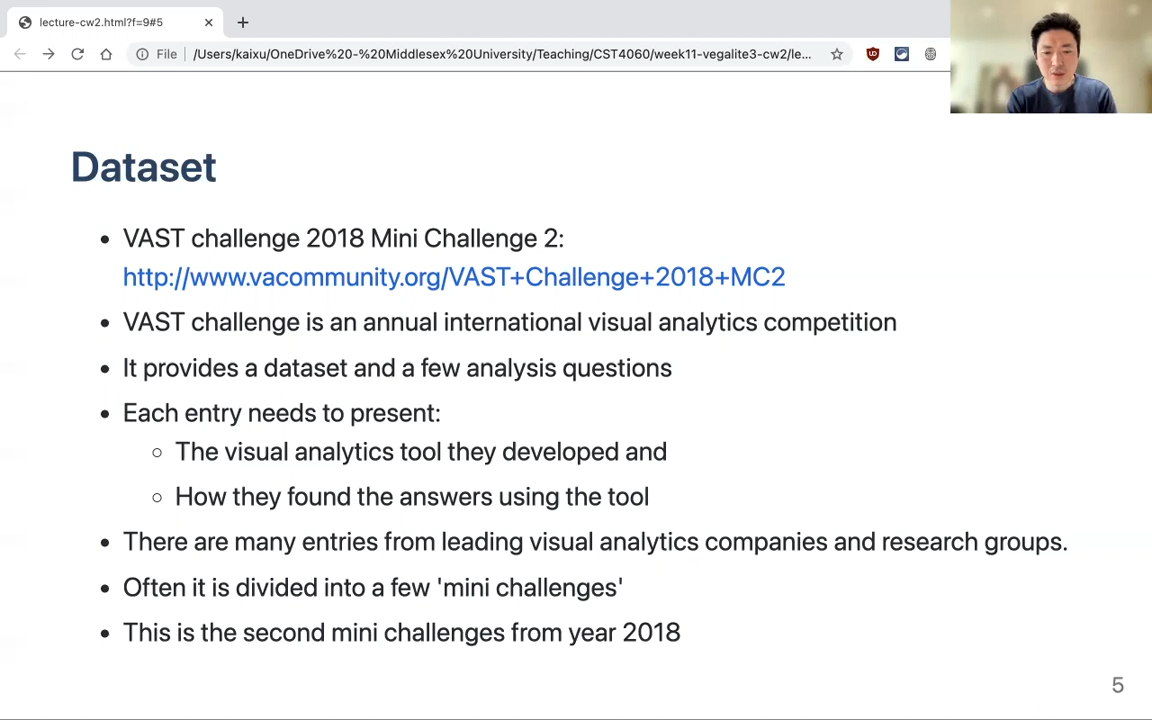 lecture-cw2.html?f=9#5
File
/Users/kaixu/OneDrive%20-%20Middlesex%20University/Teaching/CST4060/week11-vegalite3-cw2/le...
Dataset
• VAST challenge 2018 Mini Challenge 2:
http://www.vacommunity.org/VAST+Challenge+2018+MC2
• VAST challenge is an annual international visual analytics competition
• It provides a dataset and a few analysis questions
• Each entry needs to present:
○ The visual analytics tool they developed and
○ How they found the answers using the tool
• There are many entries from leading visual analytics companies and research groups.
• Often it is divided into a few 'mini challenges'
• This is the second mini challenges from year 2018
5